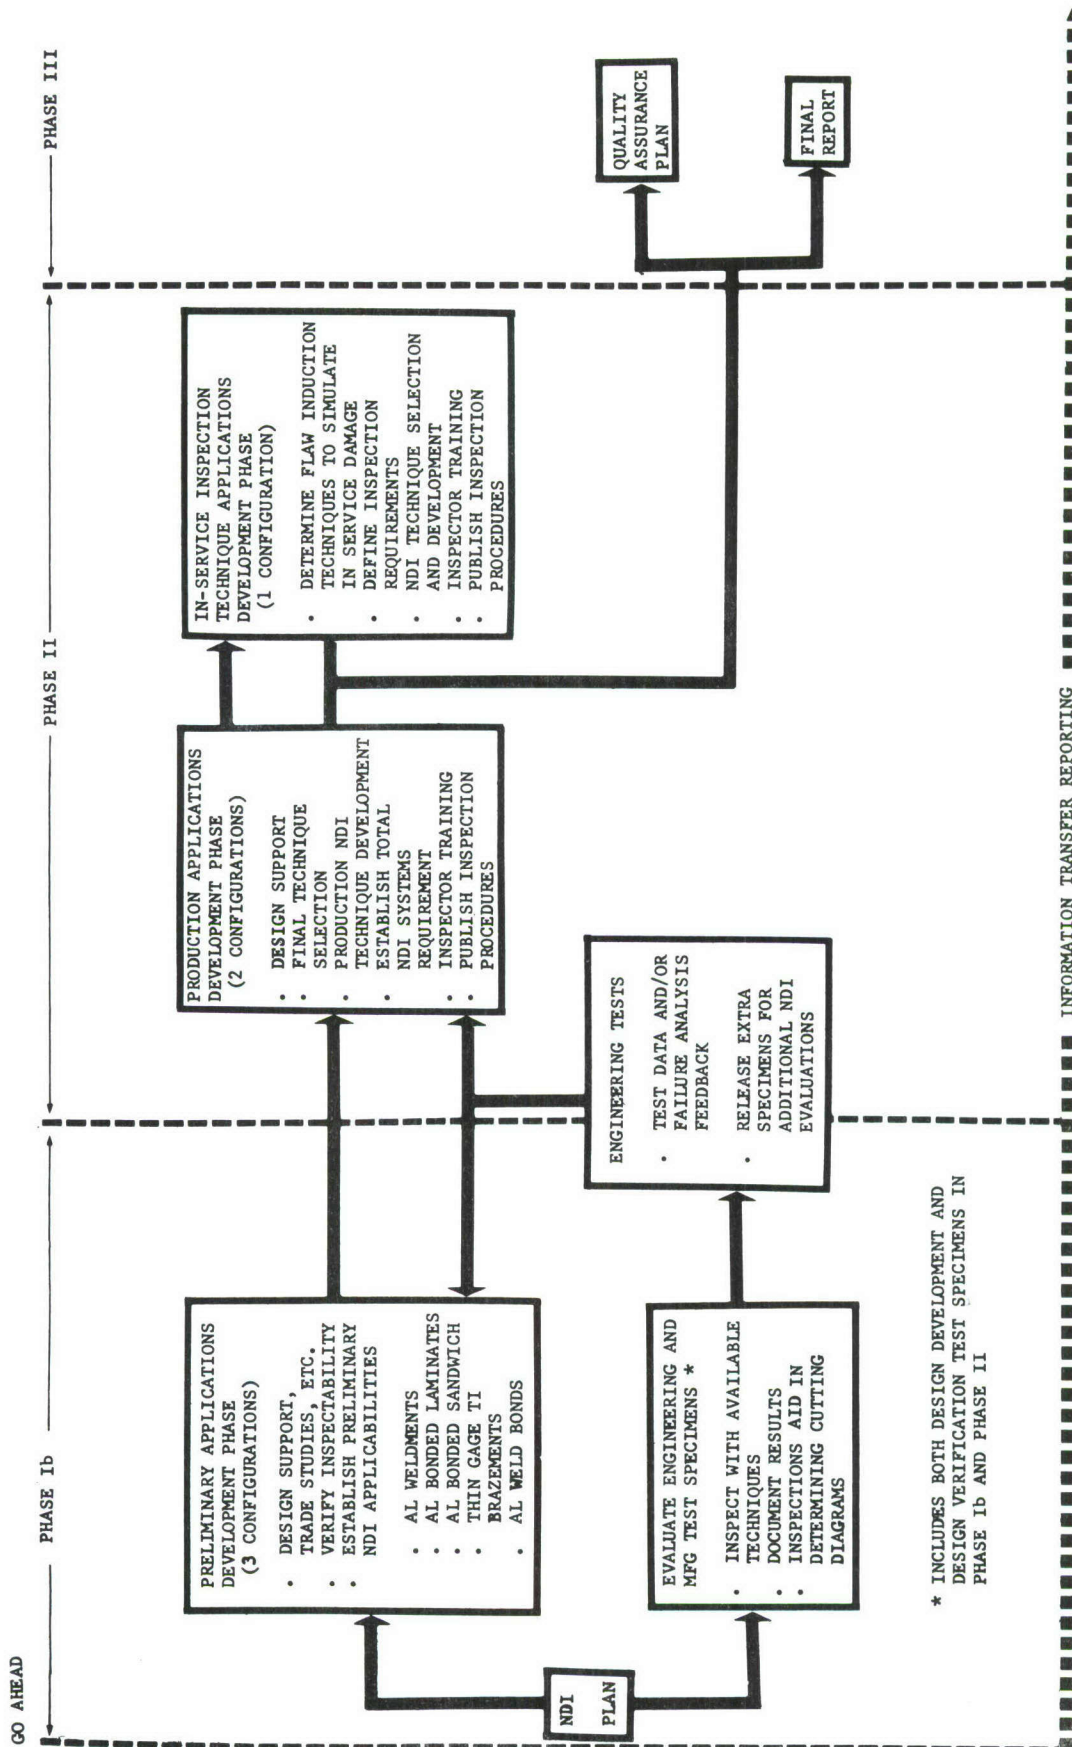 GO AHEAD
PHASE Ib
PHASE II
PHASE III
NDI
PLAN
PRELIMINARY APPLICATIONS
DEVELOPMENT PHASE
(3 CONFIGURATIONS)
· DESIGN SUPPORT,
TRADE STUDIES, ETC.
· VERIFY INSPECTABILITY
· ESTABLISH PRELIMINARY
NDI APPLICABILITIES
· AL WELDMENTS
· AL BONDED LAMINATES
· AL BONDED SANDWICH
· THIN GAGE TI
BRAZEMENTS
· AL WELD BONDS
EVALUATE ENGINEERING AND
MFG TEST SPECIMENS *
· INSPECT WITH AVAILABLE
TECHNIQUES
· DOCUMENT RESULTS
· INSPECTIONS AID IN
DETERMINING CUTTING
DIAGRAMS
ENGINEERING TESTS
· TEST DATA AND/OR
FAILURE ANALYSIS
FEEDBACK
· RELEASE EXTRA
SPECIMENS FOR
ADDITIONAL NDI
EVALUATIONS
PRODUCTION APPLICATIONS
DEVELOPMENT PHASE
(2 CONFIGURATIONS)
· DESIGN SUPPORT
· FINAL TECHNIQUE
SELECTION
· PRODUCTION NDI
TECHNIQUE DEVELOPMENT
· ESTABLISH TOTAL
NDI SYSTEMS
REQUIREMENT
· INSPECTOR TRAINING
· PUBLISH INSPECTION
PROCEDURES
IN-SERVICE INSPECTION
TECHNIQUE APPLICATIONS
DEVELOPMENT PHASE
(1 CONFIGURATION)
· DETERMINE FLAW INDUCTION
TECHNIQUES TO SIMULATE
IN SERVICE DAMAGE
· DEFINE INSPECTION
REQUIREMENTS
· NDI TECHNIQUE SELECTION
AND DEVELOPMENT
· INSPECTOR TRAINING
· PUBLISH INSPECTION
PROCEDURES
QUALITY
ASSURANCE
PLAN
FINAL
REPORT
* INCLUDES BOTH DESIGN DEVELOPMENT AND
DESIGN VERIFICATION TEST SPECIMENS IN
PHASE Ib AND PHASE II
INFORMATION TRANSFER REPORTING